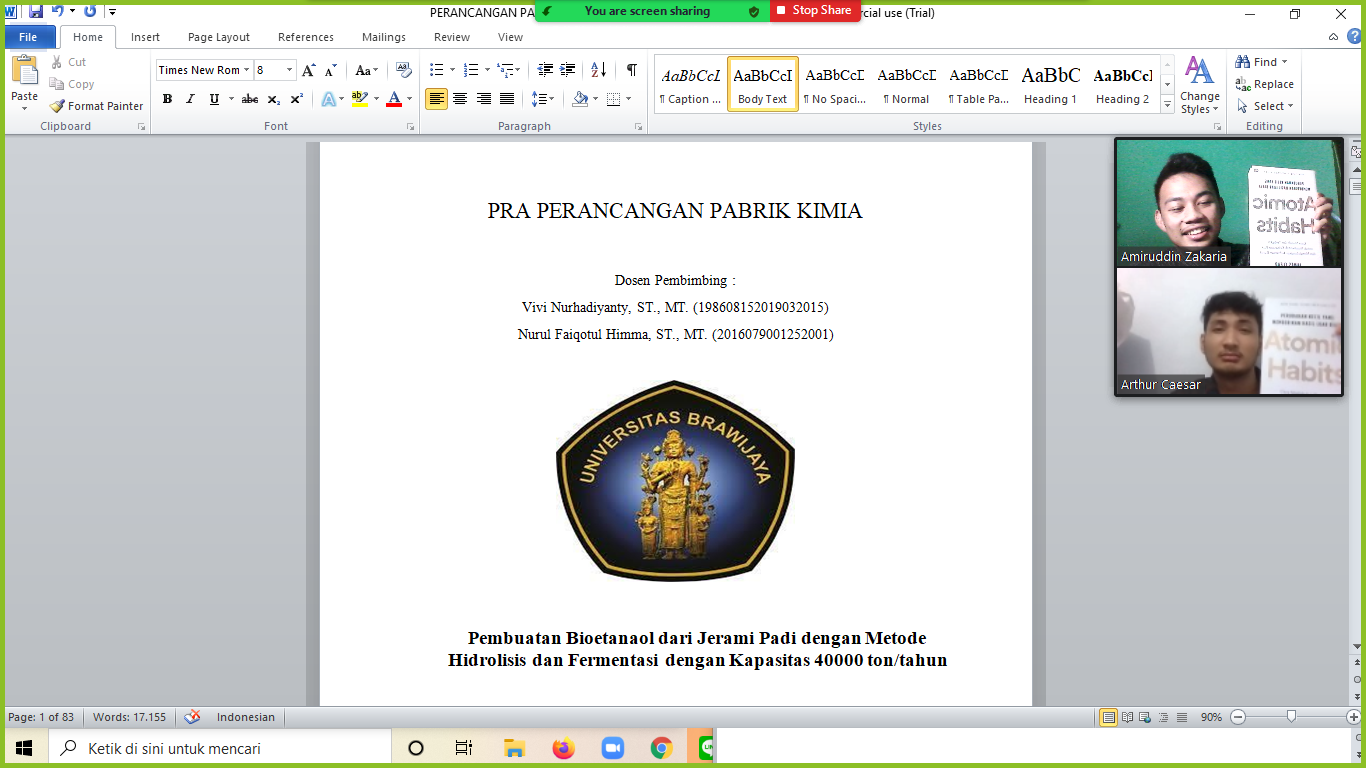 PERANCANGAN PA
You are screen sharing
Stop Share
cial use (Trial)
File
Home
Insert
Page Layout
References
Mailings
Review
View
Paste
Cut
Copy
Format Painter
Clipboard
Times New Rom
8
Font
Paragraph
AaBbCcI
¶ Caption ...
AaBbCcI
Body Text
AaBbCcD
¶ No Spaci...
AaBbCcD
¶ Normal
AaBbCcD
¶ Table Pa...
AaBbC
Heading 1
AaBbCcI
Heading 2
Change
Styles
Styles
Find
Replace
Select
Editing
PRA PERANCANGAN PABRIK KIMIA
Dosen Pembimbing :
Vivi Nurhadiyanty, ST., MT. (198608152019032015)
Nurul Faiqotul Himma, ST., MT. (2016079001252001)
UNIVERSITAS BRAWIJAYA
Pembuatan Bioetanaol dari Jerami Padi dengan Metode
Hidrolisis dan Fermentasi dengan Kapasitas 40000 ton/tahun
Atomic
Habits
Amiruddin Zakaria
Atomic
Habits
Arthur Caesar
Page: 1 of 83
Words: 17.155
Indonesian
90%
Ketik di sini untuk mencari